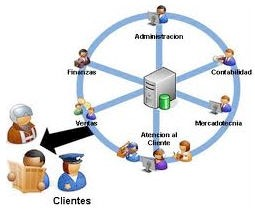 Administracion
Finanzas
Contabilidad
Ventas
Mercadotecnia
Atencion al
Cliente
Clientes